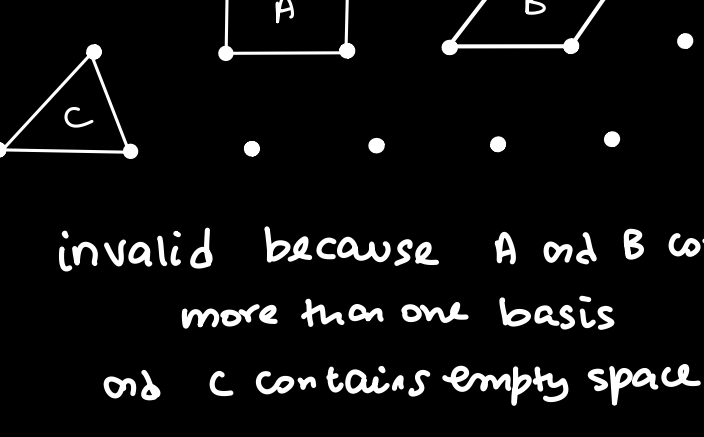 A
B
C
invalid because A and B
more than one basis
and C contains empty space